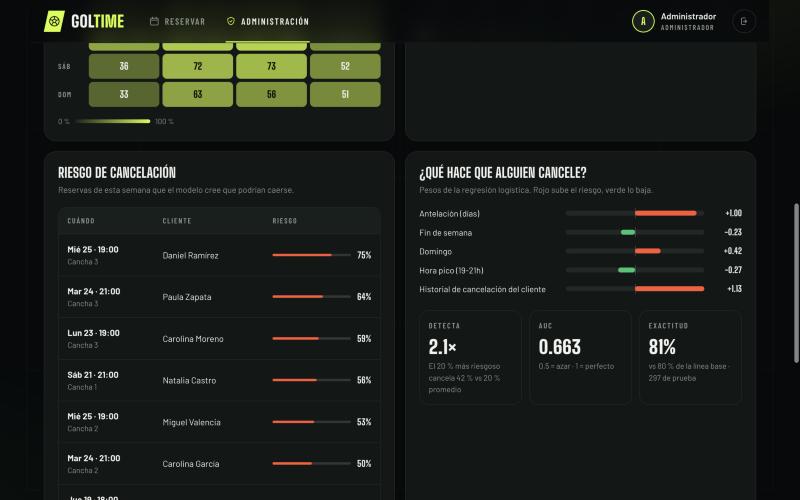 GOLTIME
RESERVAR
ADMINISTRACIÓN
A
Administrador
ADMINISTRADOR
SÁB 36 72 73 52
DOM 33 63 56 51
0 % 100 %
RIESGO DE CANCELACIÓN
Reservas de esta semana que el modelo cree que podrían caerse.
CUÁNDO CLIENTE RIESGO
Mié 25 · 19:00
Cancha 3
Daniel Ramírez
75%
Mar 24 · 21:00
Cancha 3
Paula Zapata
64%
Lun 23 · 19:00
Cancha 3
Carolina Moreno
59%
Sáb 21 · 21:00
Cancha 1
Natalia Castro
56%
Mié 25 · 19:00
Cancha 2
Miguel Valencia
53%
Mar 24 · 21:00
Cancha 2
Carolina García
50%
¿QUÉ HACE QUE ALGUIEN CANCELE?
Pesos de la regresión logística. Rojo sube el riesgo, verde lo baja.
Antelación (días) +1.00
Fin de semana -0.23
Domingo +0.42
Hora pico (19-21h) -0.27
Historial de cancelación del cliente +1.13
DETECTA
2.1×
El 20 % más riesgoso
cancela 42 % vs 20 %
promedio
AUC
0.663
0.5 = azar · 1 = perfecto
EXACTITUD
81%
vs 80 % de la línea base ·
297 de prueba